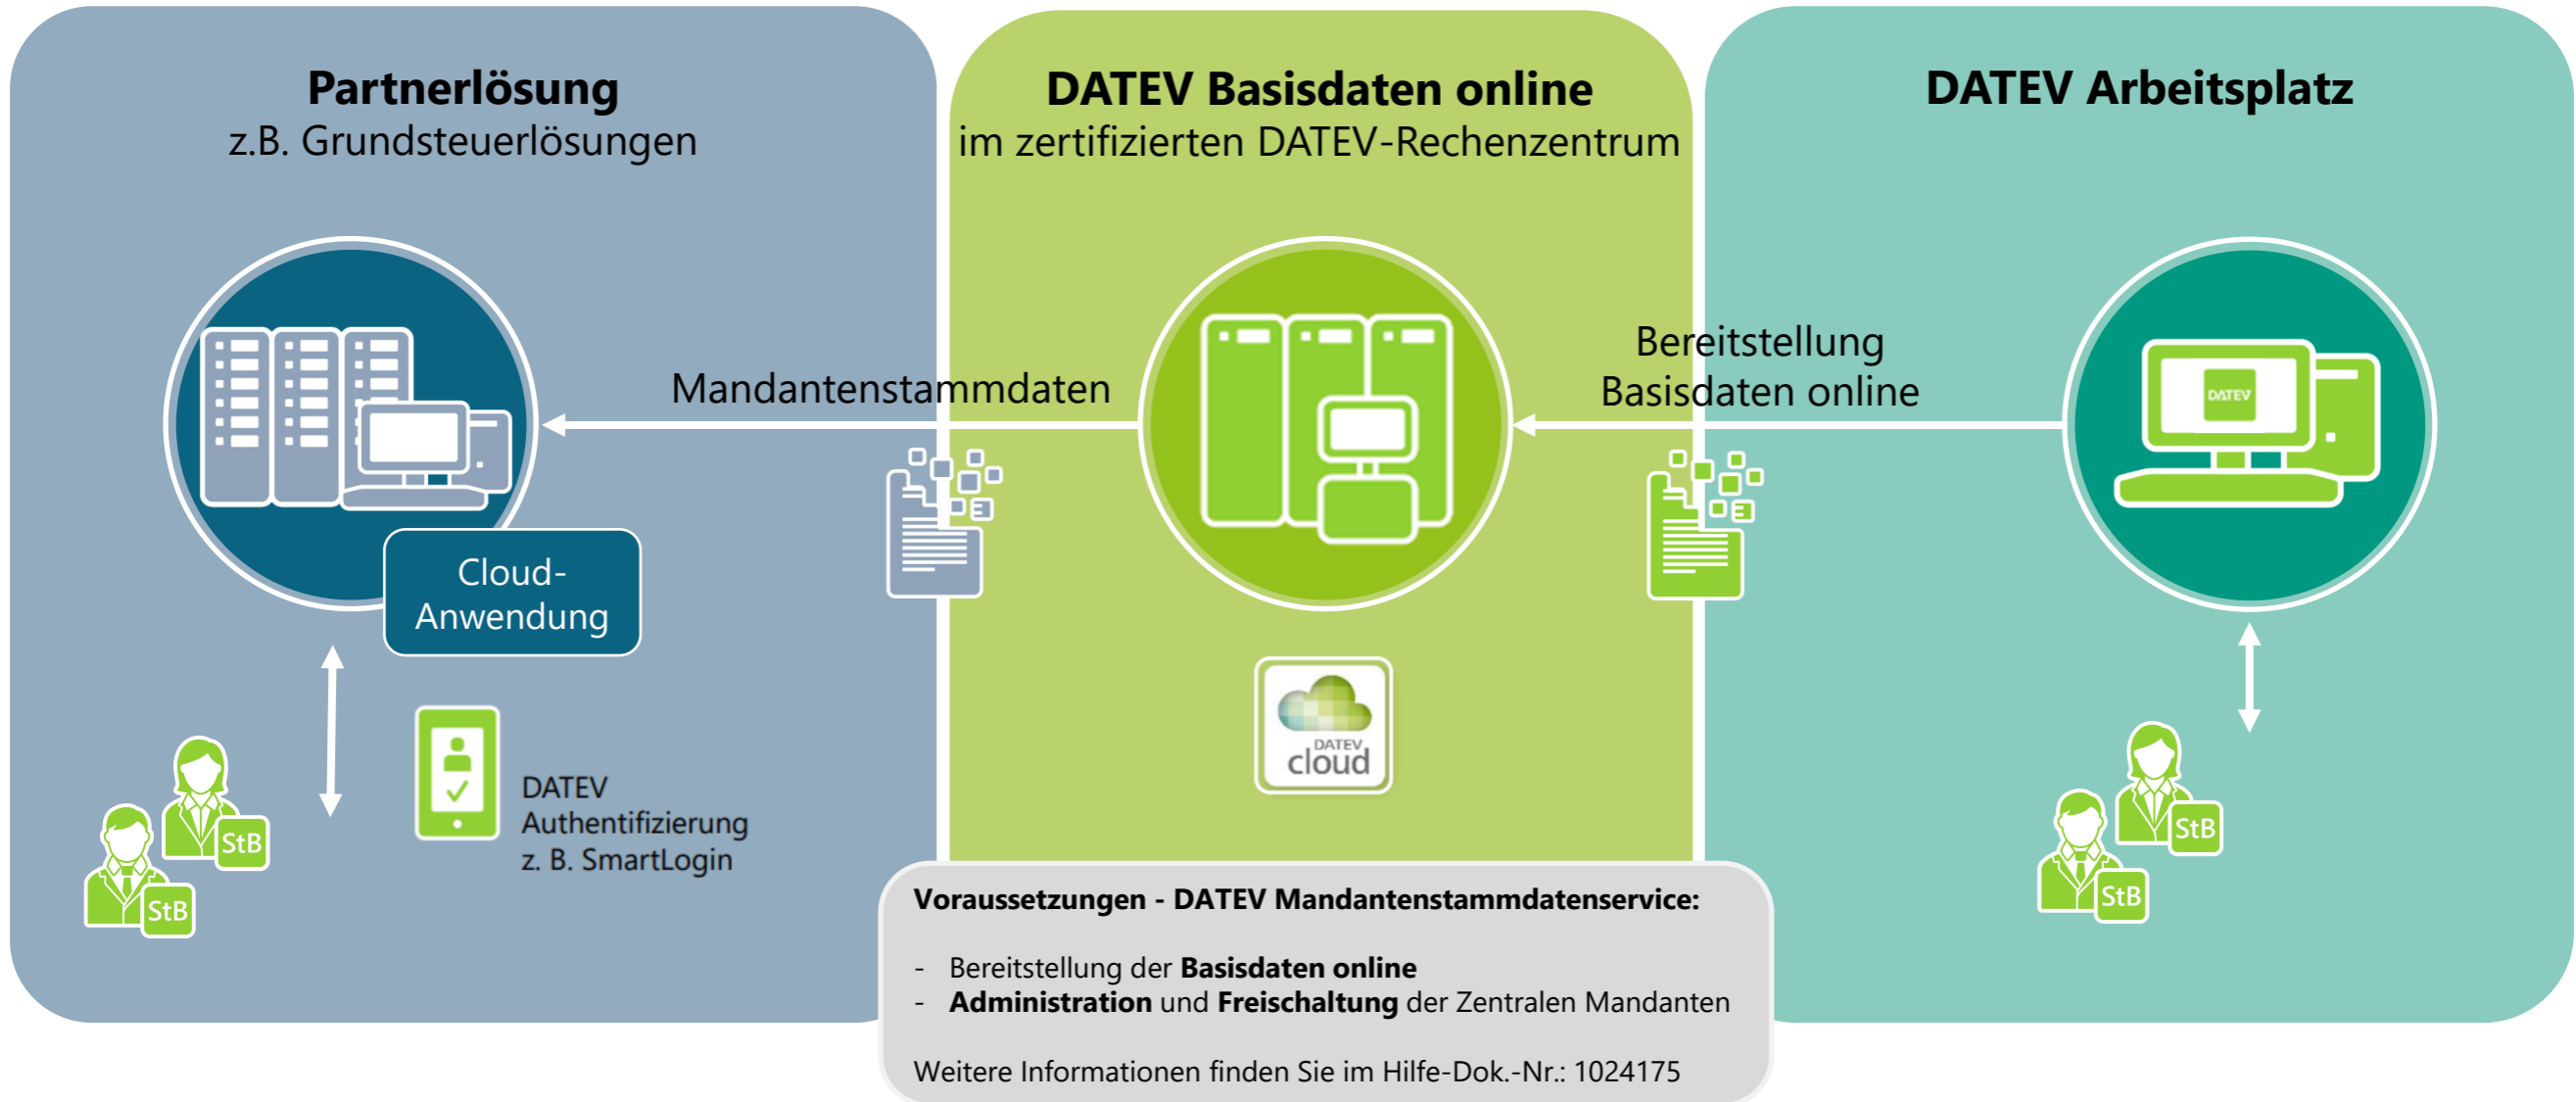 Partnerlösung
z.B. Grundsteuerlösungen
DATEV Basisdaten online
im zertifizierten DATEV-Rechenzentrum
DATEV Arbeitsplatz
Mandantenstammdaten
Bereitstellung
Basisdaten online
DATEV
Cloud-
Anwendung
DATEV
Authentifizierung
z. B. SmartLogin
StB
StB
DATEV
cloud
StB
StB
Voraussetzungen - DATEV Mandantenstammdatenservice:
- Bereitstellung der Basisdaten online
- Administration und Freischaltung der Zentralen Mandanten
Weitere Informationen finden Sie im Hilfe-Dok.-Nr.: 1024175